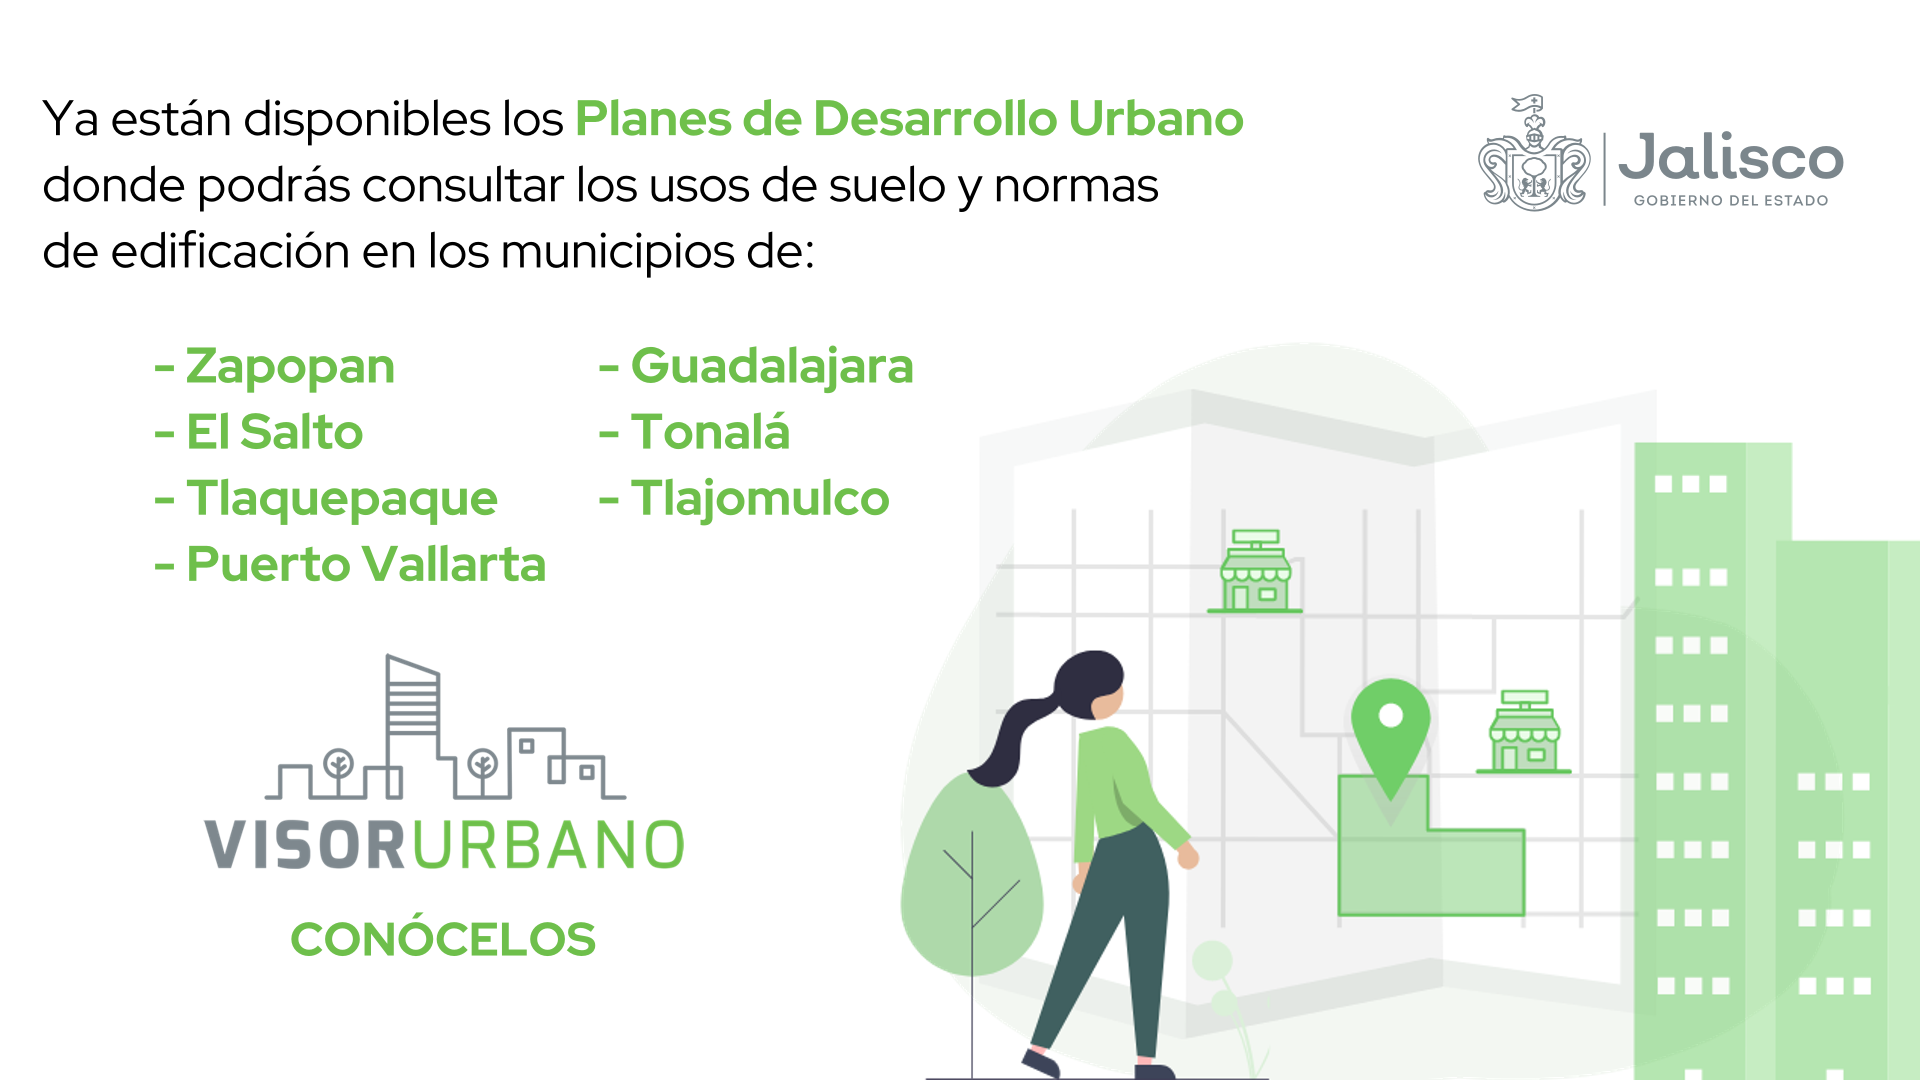 Ya están disponibles los Planes de Desarrollo Urbano
donde podrás consultar los usos de suelo y normas
de edificación en los municipios de:
Jalisco
GOBIERNO DEL ESTADO
- Zapopan
- El Salto
- Tlaquepaque
- Puerto Vallarta
- Guadalajara
- Tonalá
- Tlajomulco
VISORURBANO
CONÓCELOS